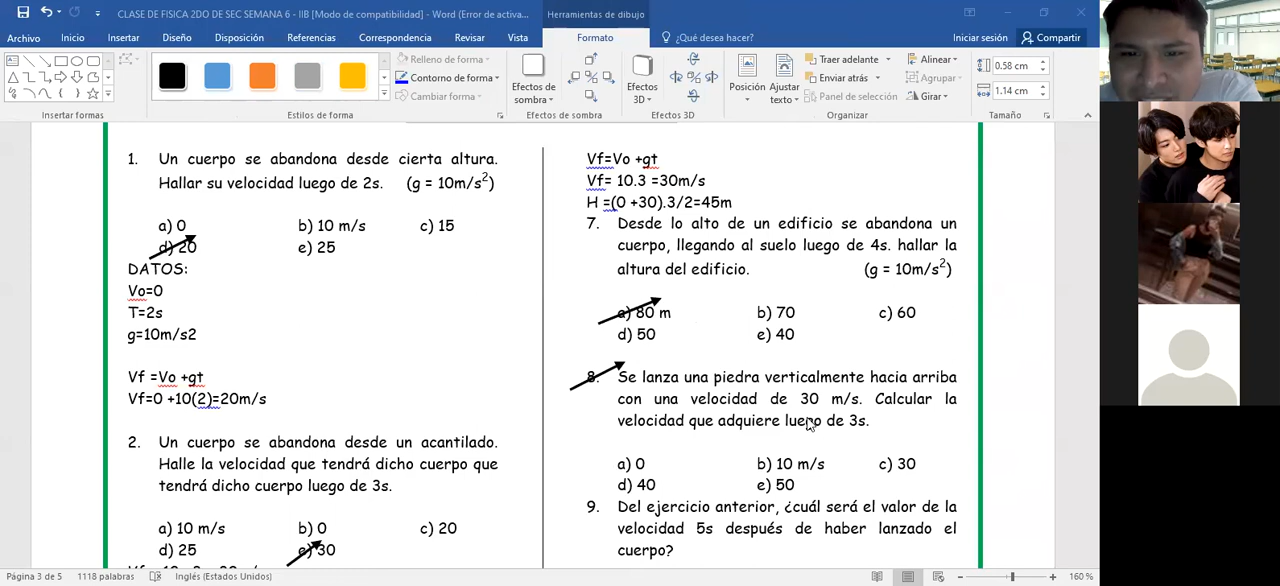 CLASE DE FISICA 2DO DE SEC SEMANA 6 - IIB [Modo de compatibilidad] - Word (Error de activa...
Herramientas de dibujo
Archivo Inicio Insertar Diseño Disposición Referencias Correspondencia Revisar Vista Formato ¿Qué desea hacer? Iniciar sesión Compartir
Relleno de forma
Contorno de forma
Cambiar forma
Efectos de sombra
Efectos 3D
Posición
Ajustar texto
Traer adelante
Enviar atrás
Panel de selección
Alinear
Agrupar
Girar
0.58 cm
1.14 cm
Insertar formas
Estilos de forma
Efectos de sombra
Efectos 3D
Organizar
Tamaño
1. Un cuerpo se abandona desde cierta altura.
Hallar su velocidad luego de 2s. (g = 10m/s²)
a) 0 b) 10 m/s c) 15
d) 20 e) 25
DATOS:
Vo=0
T=2s
g=10m/s2
Vf =Vo +gt
Vf=0 +10(2)=20m/s
2. Un cuerpo se abandona desde un acantilado.
Halle la velocidad que tendrá dicho cuerpo que
tendrá dicho cuerpo luego de 3s.
a) 10 m/s b) 0 c) 20
d) 25 e) 30
Vf=Vo +gt
Vf= 10.3 =30m/s
H =(0 +30).3/2=45m
7. Desde lo alto de un edificio se abandona un
cuerpo, llegando al suelo luego de 4s. hallar la
altura del edificio. (g = 10m/s²)
a) 80 m b) 70 c) 60
d) 50 e) 40
8. Se lanza una piedra verticalmente hacia arriba
con una velocidad de 30 m/s. Calcular la
velocidad que adquiere luego de 3s.
a) 0 b) 10 m/s c) 30
d) 40 e) 50
9. Del ejercicio anterior, ¿cuál será el valor de la
velocidad 5s después de haber lanzado el
cuerpo?
Página 3 de 5 1118 palabras Inglés (Estados Unidos) 160 %